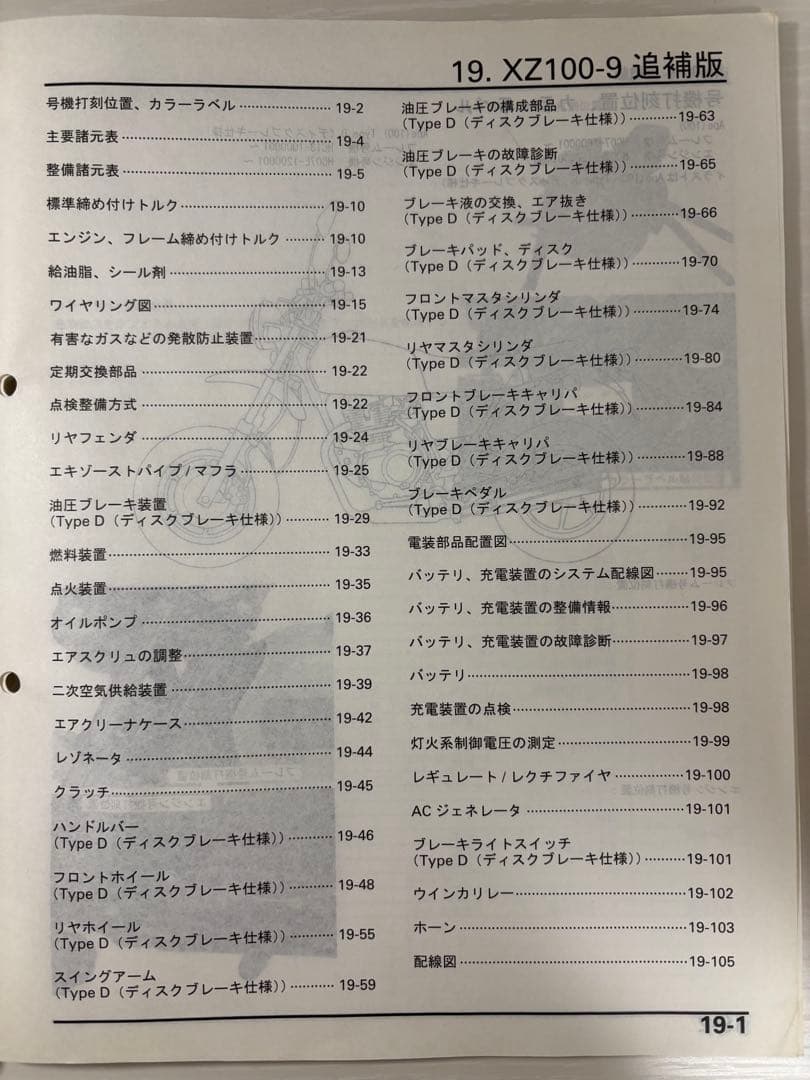 19. XZ100-9 追補版
号機打刻位置、カラーラベル 19-2
主要諸元表 19-4
整備諸元表 19-5
標準締め付けトルク 19-10
エンジン、フレーム締め付けトルク 19-10
給油脂、シール剤 19-13
ワイヤリング図 19-15
有害なガスなどの発散防止装置 19-21
定期交換部品 19-22
点検整備方式 19-22
リヤフェンダ 19-24
エキゾーストパイプ / マフラ 19-25
油圧ブレーキ装置
(Type D（ディスクブレーキ仕様）) 19-29
燃料装置 19-33
点火装置 19-35
オイルポンプ 19-36
エアスクリュの調整 19-37
二次空気供給装置 19-39
エアクリーナケース 19-42
レゾネータ 19-44
クラッチ 19-45
ハンドルバー
(Type D（ディスクブレーキ仕様）) 19-46
フロントホイール
(Type D（ディスクブレーキ仕様）) 19-48
リヤホイール
(Type D（ディスクブレーキ仕様）) 19-55
スイングアーム
(Type D（ディスクブレーキ仕様）) 19-59
油圧ブレーキの構成部品
(Type D（ディスクブレーキ仕様）) 19-63
油圧ブレーキの故障診断
(Type D（ディスクブレーキ仕様）) 19-65
ブレーキ液の交換、エア抜き
(Type D（ディスクブレーキ仕様）) 19-66
ブレーキパッド、ディスク
(Type D（ディスクブレーキ仕様）) 19-70
フロントマスタシリンダ
(Type D（ディスクブレーキ仕様）) 19-74
リヤマスタシリンダ
(Type D（ディスクブレーキ仕様）) 19-80
フロントブレーキキャリパ
(Type D（ディスクブレーキ仕様）) 19-84
リヤブレーキキャリパ
(Type D（ディスクブレーキ仕様）) 19-88
ブレーキペダル
(Type D（ディスクブレーキ仕様）) 19-92
電装部品配置図 19-95
バッテリ、充電装置のシステム配線図 19-95
バッテリ、充電装置の整備情報 19-96
バッテリ、充電装置の故障診断 19-97
バッテリ 19-98
充電装置の点検 19-98
灯火系制御電圧の測定 19-99
レギュレート / レクチファイヤ 19-100
AC ジェネレータ 19-101
ブレーキライトスイッチ
(Type D（ディスクブレーキ仕様）) 19-101
ウインカリレー 19-102
ホーン 19-103
配線図 19-105
19-1